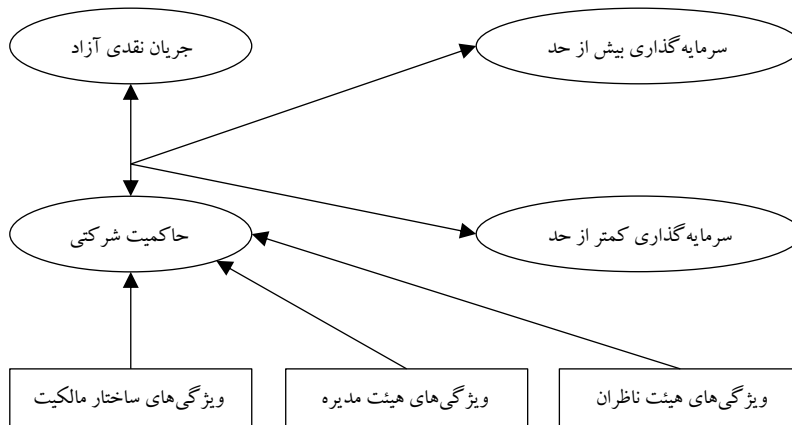 جریان نقدی آزاد
سرمایه‌گذاری بیش از حد
حاکمیت شرکتی
سرمایه‌گذاری کمتر از حد
ویژگی‌های ساختار مالکیت
ویژگی‌های هیئت مدیره
ویژگی‌های هیئت ناظران